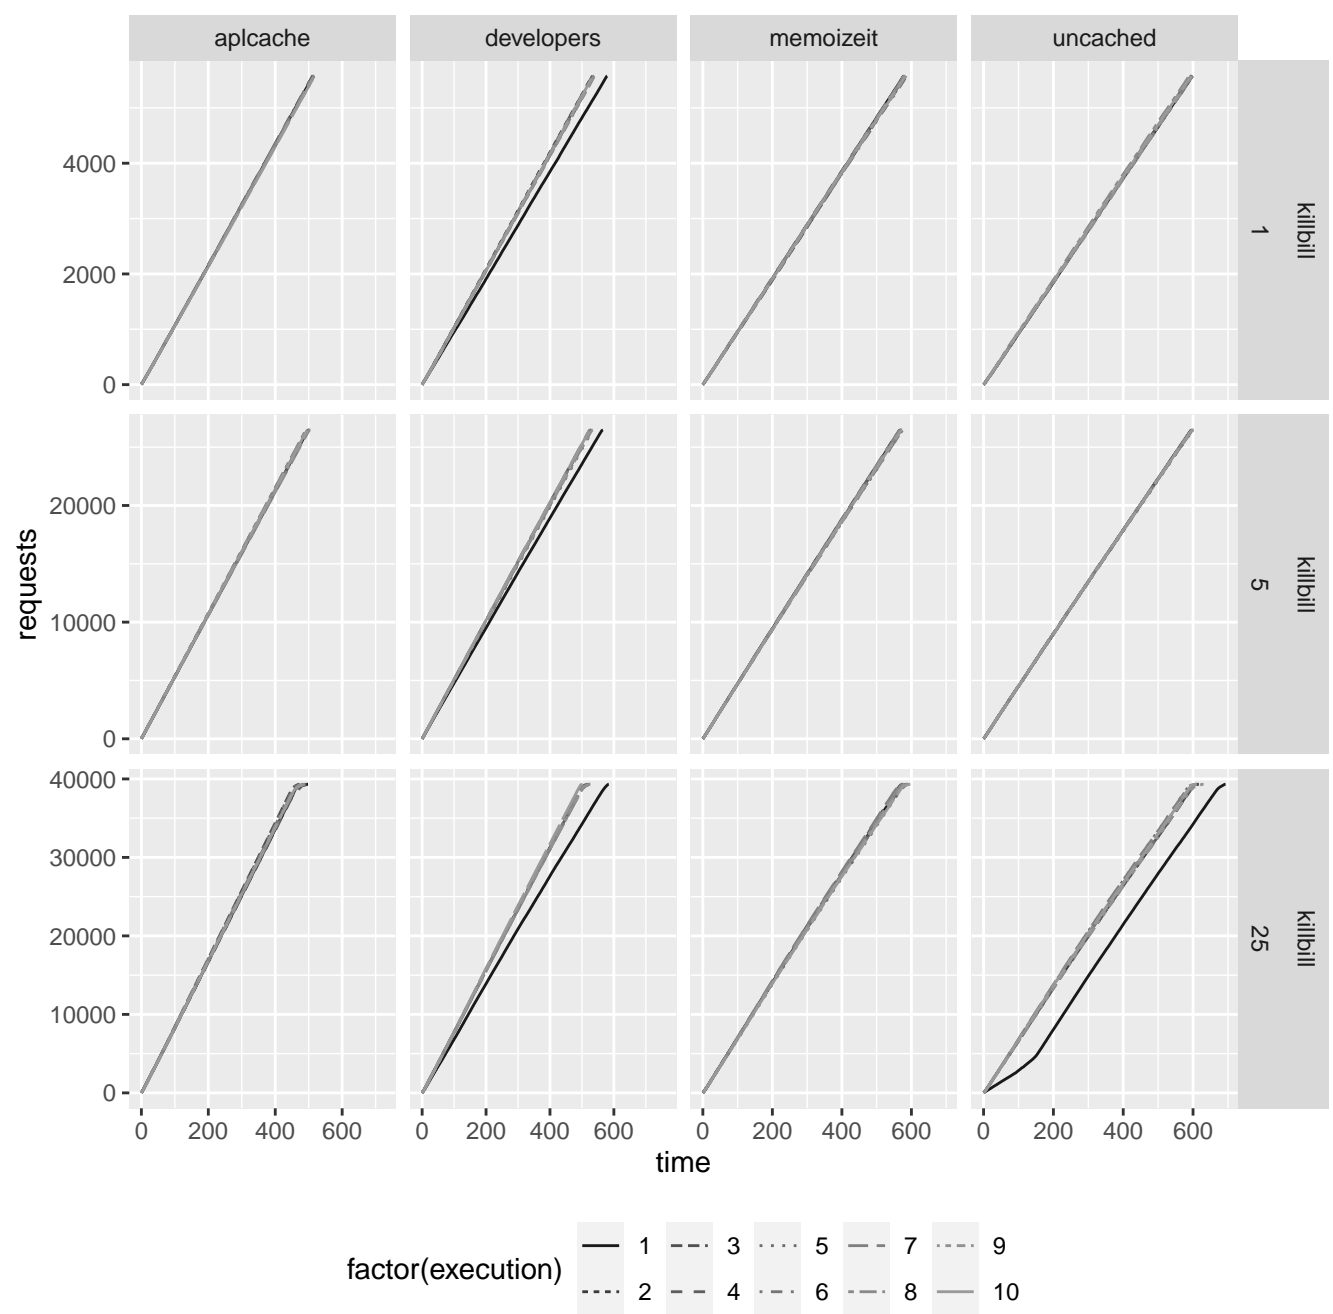 aplcache developers memoizeit uncached
4000
2000
0
killbill
1
20000
10000
0
killbill
5
40000
30000
20000
10000
0
killbill
25
requests
0 200 400 600 0 200 400 600 0 200 400 600 0 200 400 600
time
factor(execution)
1 3 5 7 9
2 4 6 8 10